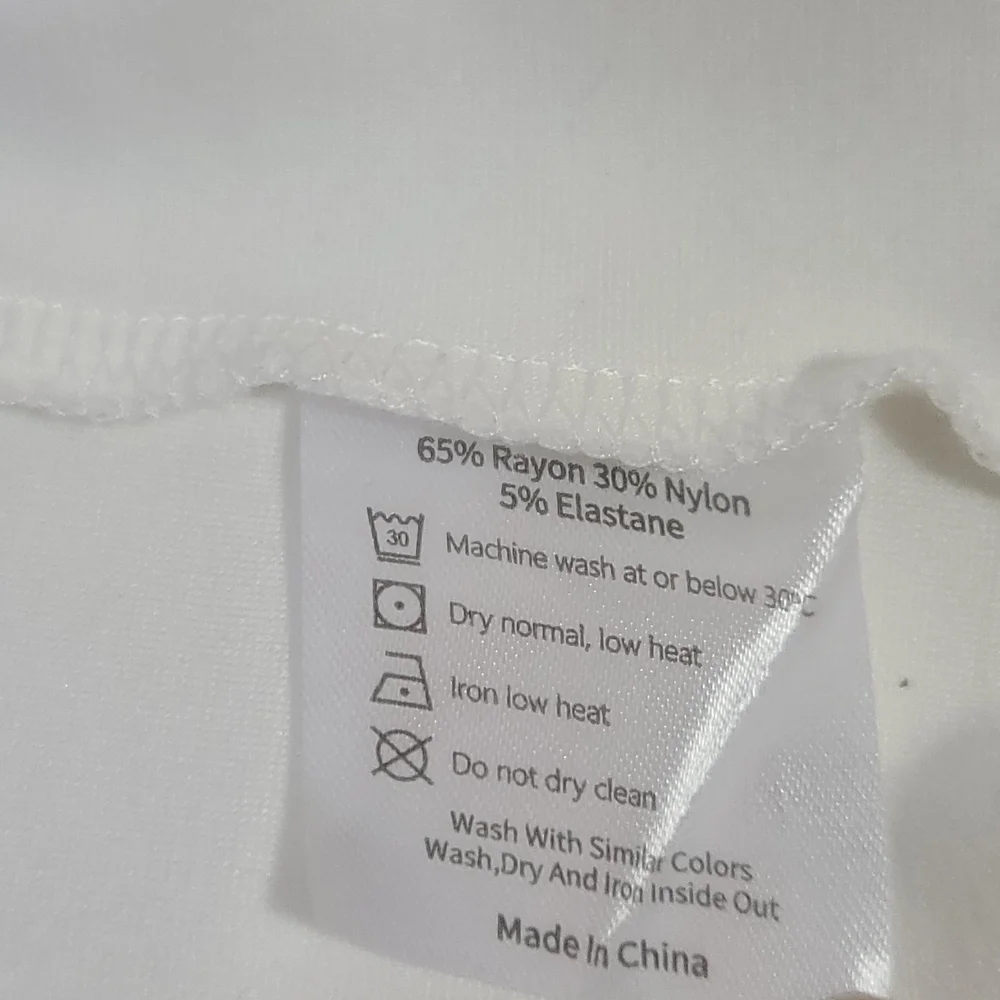 65% Rayon 30% Nylon
5% Elastane
30 Machine wash at or below 30°C
Dry normal, low heat
Iron low heat
Do not dry clean
Wash With Similar Colors
Wash,Dry And Iron Inside Out
Made In China